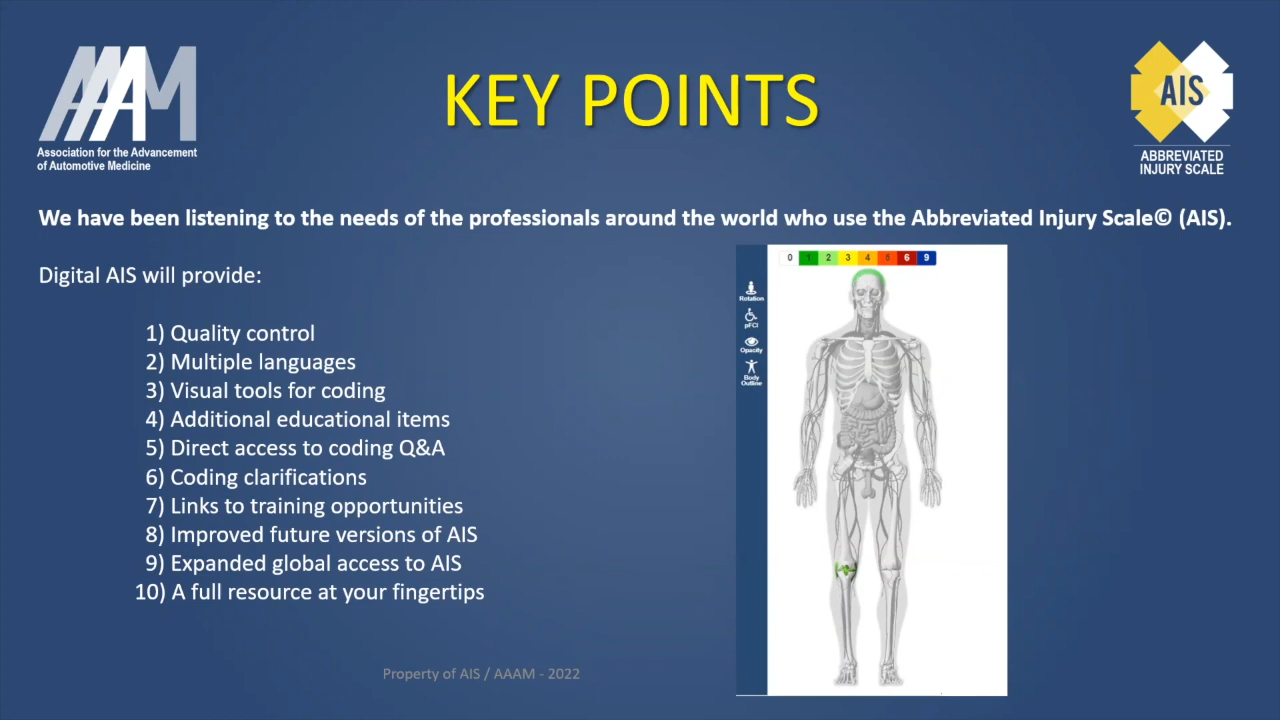 AAAM
Association for the Advancement
of Automotive Medicine
KEY POINTS
AIS
ABBREVIATED
INJURY SCALE
We have been listening to the needs of the professionals around the world who use the Abbreviated Injury Scale© (AIS).
Digital AIS will provide:
1) Quality control
2) Multiple languages
3) Visual tools for coding
4) Additional educational items
5) Direct access to coding Q&A
6) Coding clarifications
7) Links to training opportunities
8) Improved future versions of AIS
9) Expanded global access to AIS
10) A full resource at your fingertips
0 1 2 3 4 5 6 9
Rotation
pFCI
Opacity
Body
Outline
Property of AIS / AAAM - 2022